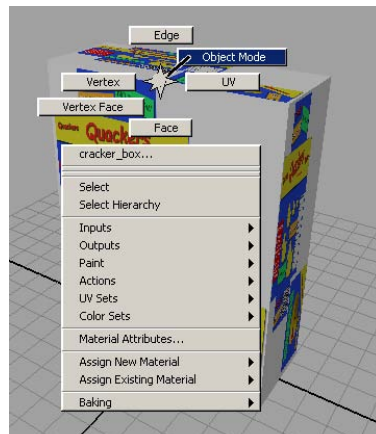 Edge
Object Mode
Vertex
UV
Vertex Face
Face
Quackers
cracker_box...
Select
Select Hierarchy
Inputs
Outputs
Paint
Actions
UV Sets
Color Sets
Material Attributes...
Assign New Material
Assign Existing Material
Baking